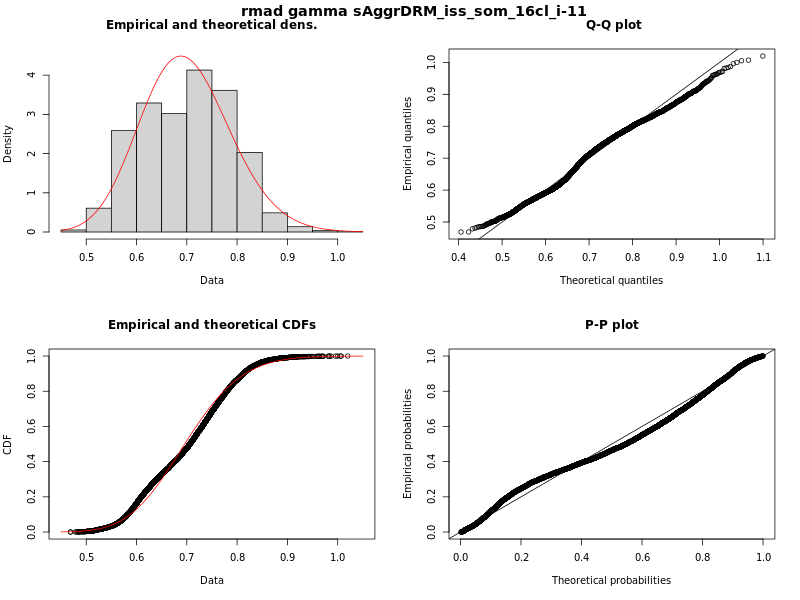 rmad gamma sAggrDRM_iss_som_16cl_i-11
Empirical and theoretical dens.
Density
0 1 2 3 4
0.5 0.6 0.7 0.8 0.9 1.0
Data
Q-Q plot
Empirical quantiles
0.5 0.6 0.7 0.8 0.9 1.0
0.4 0.5 0.6 0.7 0.8 0.9 1.0 1.1
Theoretical quantiles
Empirical and theoretical CDFs
CDF
0.0 0.2 0.4 0.6 0.8 1.0
0.5 0.6 0.7 0.8 0.9 1.0
Data
P-P plot
Empirical probabilities
0.0 0.2 0.4 0.6 0.8 1.0
0.0 0.2 0.4 0.6 0.8 1.0
Theoretical probabilities